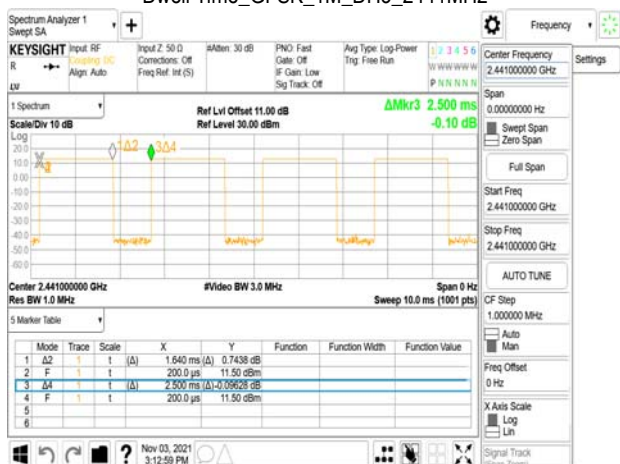 Spectrum Analyzer 1
Swept SA
Frequency
KEYSIGHT
Input: RF
Coupling: DC
Align: Auto
Input Z: 50 Ω
Corrections: Off
Freq Ref: Int (S)
#Atten: 30 dB
PNO: Fast
Gate: Off
IF Gain: Low
Sig Track: Off
Avg Type: Log-Power
Trig: Free Run
1 2 3 4 5 6
W W W W W W
P N N N N N
R
LXI
Center Frequency
2.441000000 GHz
Settings
Span
0.00000000 Hz
Swept Span
Zero Span
Full Span
Start Freq
2.441000000 GHz
Stop Freq
2.441000000 GHz
AUTO TUNE
CF Step
1.000000 MHz
Auto
Man
Freq Offset
0 Hz
X Axis Scale
Log
Lin
Signal Track
1 Spectrum
Scale/Div 10 dB
Log
Ref Lvl Offset 11.00 dB
Ref Level 30.00 dBm
ΔMkr3 2.500 ms
-0.10 dB
1Δ2
3Δ4
20.0
10.0
0.00
-10.0
-20.0
-30.0
-40.0
-50.0
-60.0
Center 2.441000000 GHz
#Video BW 3.0 MHz
Span 0 Hz
Res BW 1.0 MHz
Sweep 10.0 ms (1001 pts)
5 Marker Table
Mode Trace Scale X Y Function Function Width Function Value
1 Δ2 1 t (Δ) 1.640 ms (Δ) 0.7438 dB
2 F 1 t 200.0 µs 11.50 dBm
3 Δ4 1 t (Δ) 2.500 ms (Δ) -0.09628 dB
4 F 1 t 200.0 µs 11.50 dBm
5
6
Nov 03, 2021
3:12:59 PM